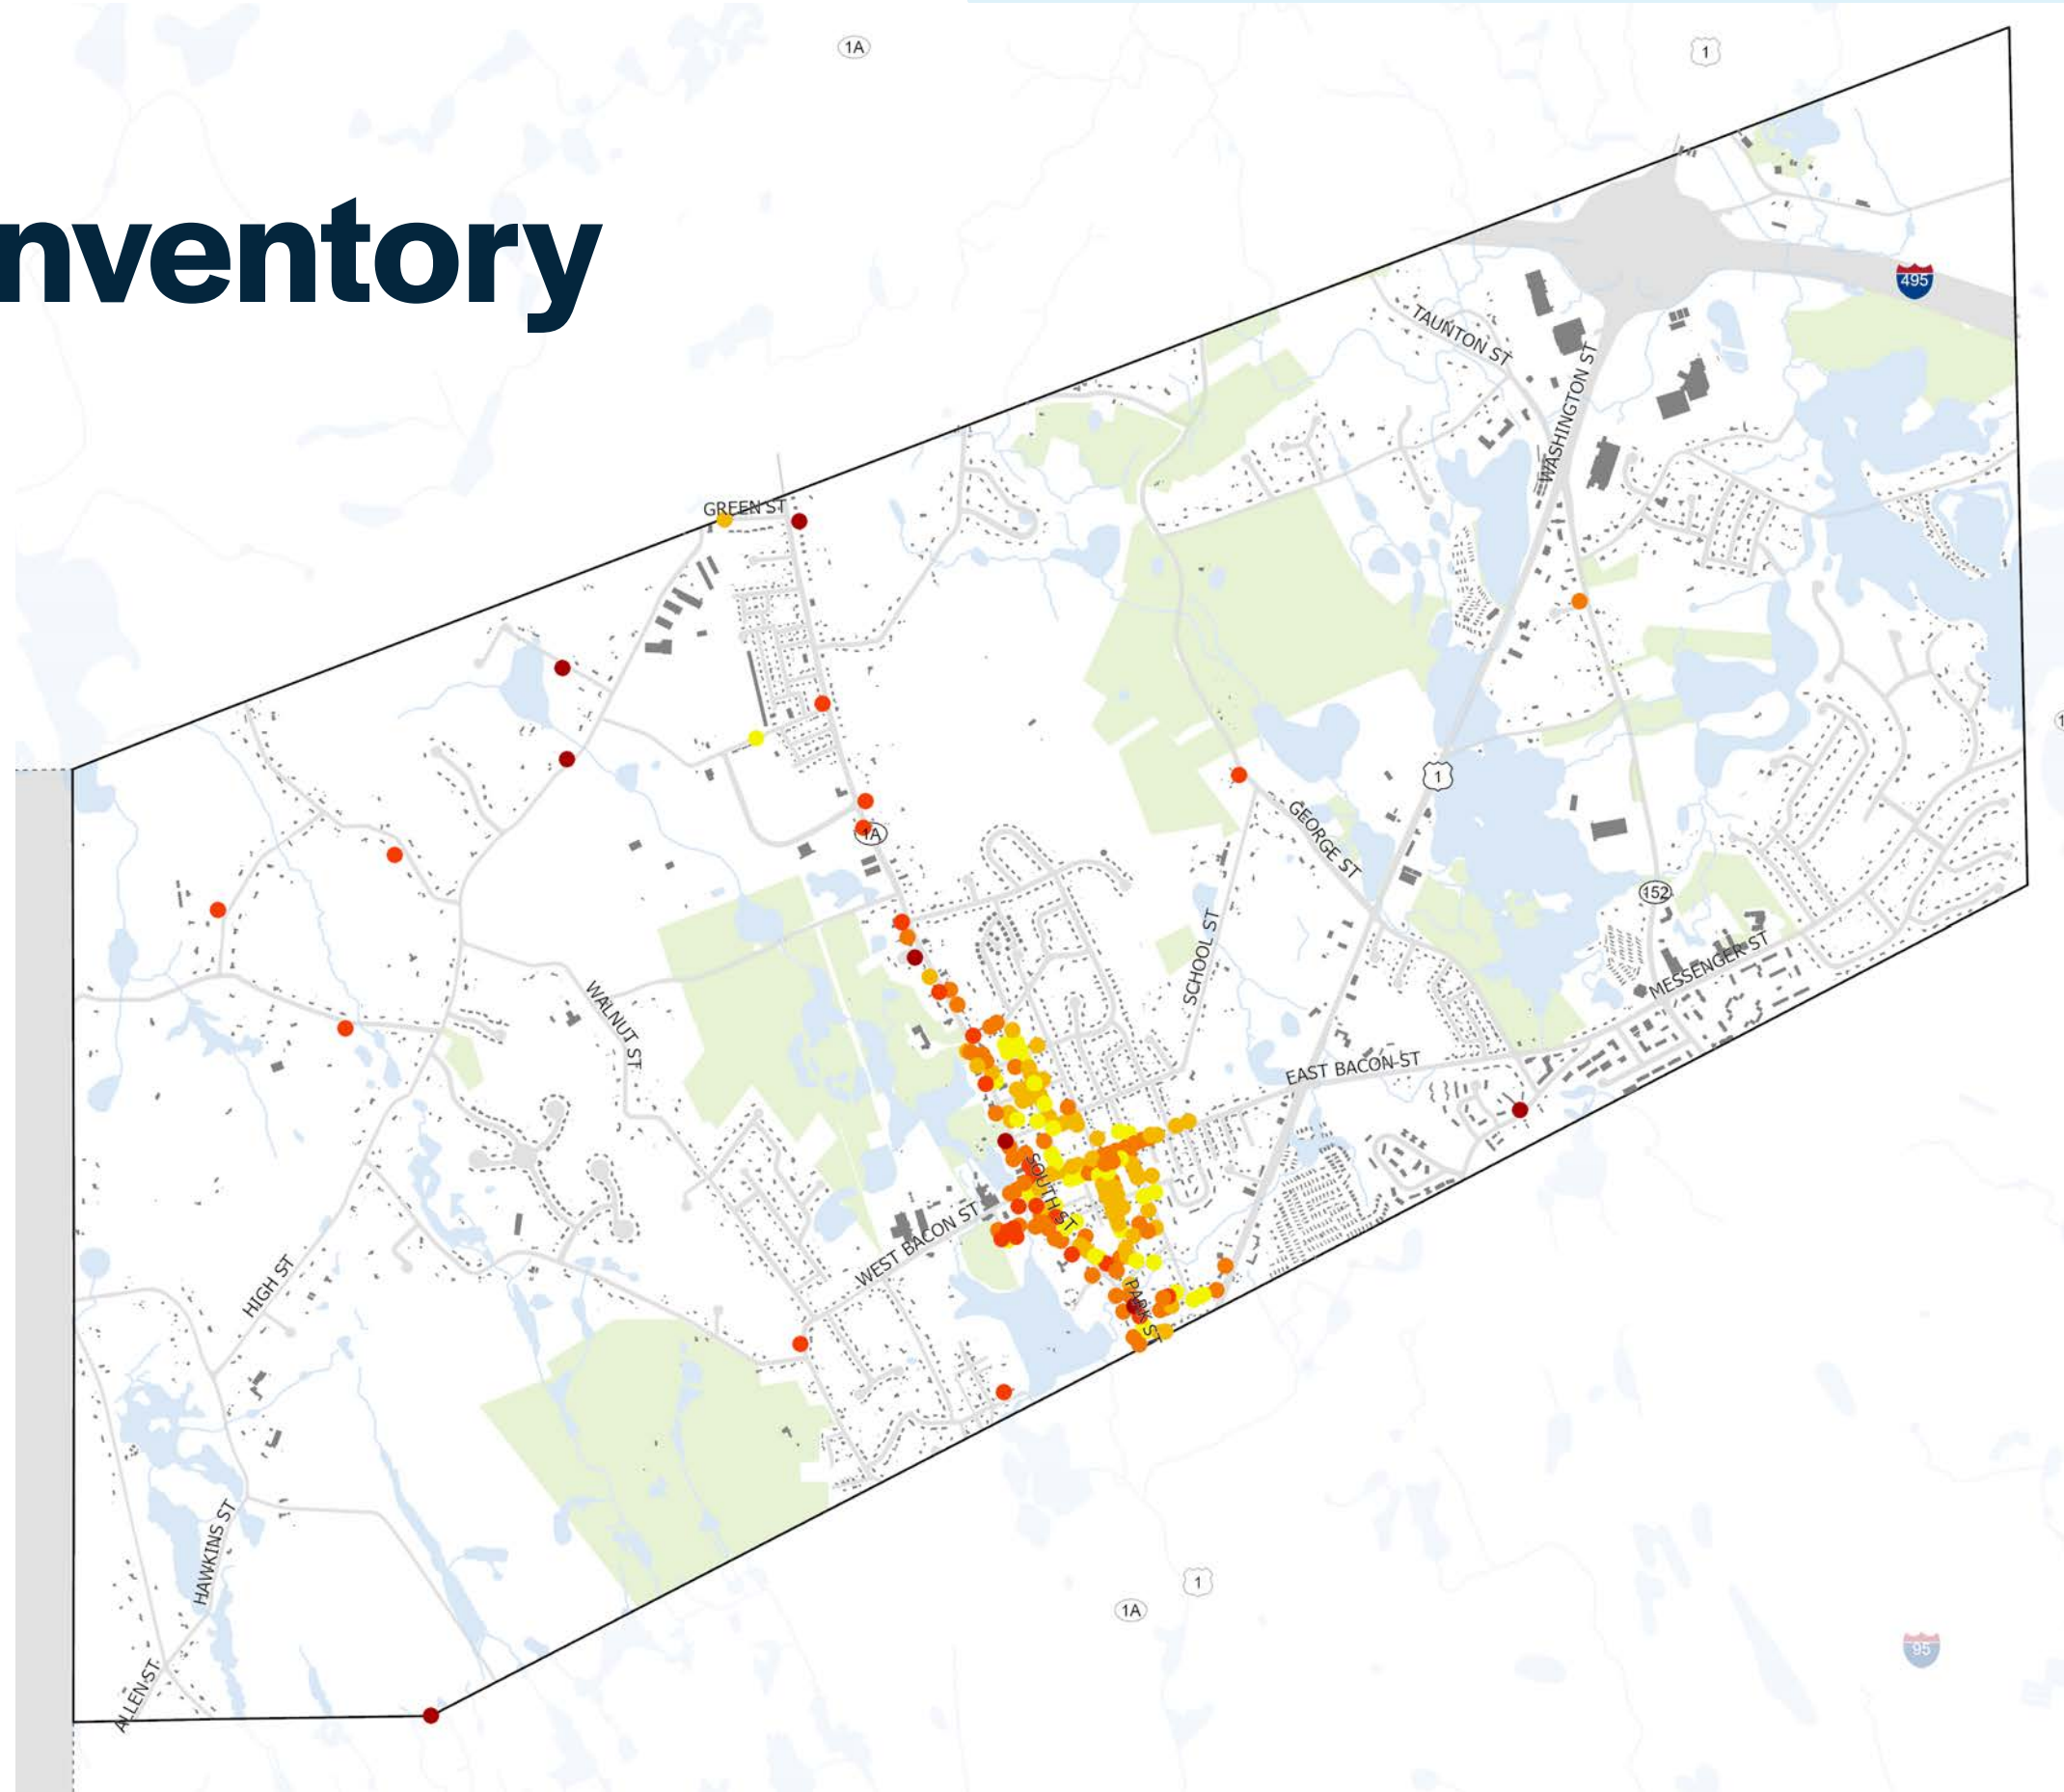 1A
1
nventory
495
TAUNTON ST
WASHINGTON ST
GREEN ST
1
1A
GEORGE ST
152
SCHOOL ST
MESSENGER ST
WALNUT ST
EAST BACON ST
SOUTH ST
WEST BACON ST
HIGH ST
PARK ST
HAWKINS ST
1
1A
95
ALLEN ST